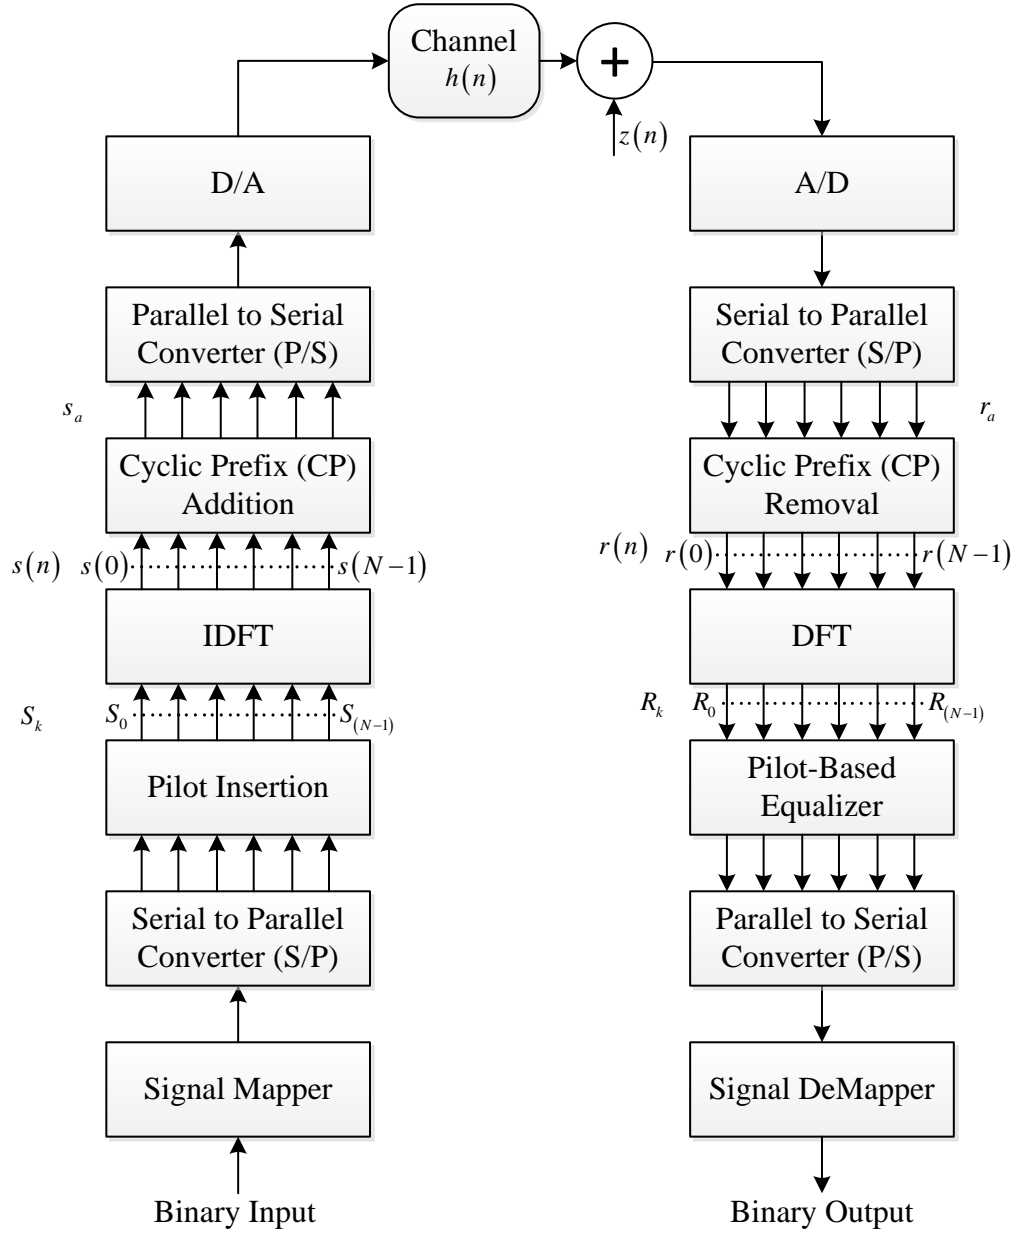 Channel
h(n)
+
z(n)
D/A
A/D
Parallel to Serial
Converter (P/S)
Serial to Parallel
Converter (S/P)
s_a
r_a
Cyclic Prefix (CP)
Addition
Cyclic Prefix (CP)
Removal
s(n) s(0) s(N−1)
r(n) r(0) r(N−1)
IDFT
DFT
S_k S_0 S_(N−1)
R_k R_0 R_(N−1)
Pilot Insertion
Pilot-Based
Equalizer
Serial to Parallel
Converter (S/P)
Parallel to Serial
Converter (P/S)
Signal Mapper
Signal DeMapper
Binary Input
Binary Output